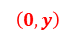 (0, y)